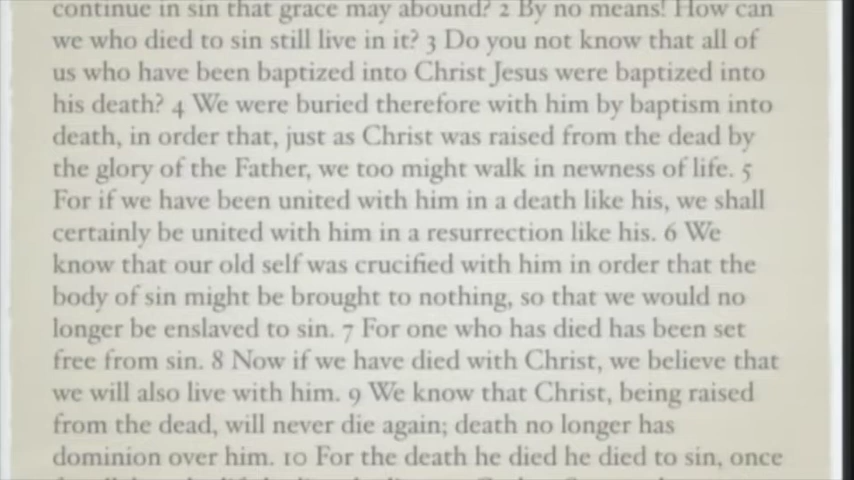 continue in sin that grace may abound? 2 By no means! How can
we who died to sin still live in it? 3 Do you not know that all of
us who have been baptized into Christ Jesus were baptized into
his death? 4 We were buried therefore with him by baptism into
death, in order that, just as Christ was raised from the dead by
the glory of the Father, we too might walk in newness of life. 5
For if we have been united with him in a death like his, we shall
certainly be united with him in a resurrection like his. 6 We
know that our old self was crucified with him in order that the
body of sin might be brought to nothing, so that we would no
longer be enslaved to sin. 7 For one who has died has been set
free from sin. 8 Now if we have died with Christ, we believe that
we will also live with him. 9 We know that Christ, being raised
from the dead, will never die again; death no longer has
dominion over him. 10 For the death he died he died to sin, once